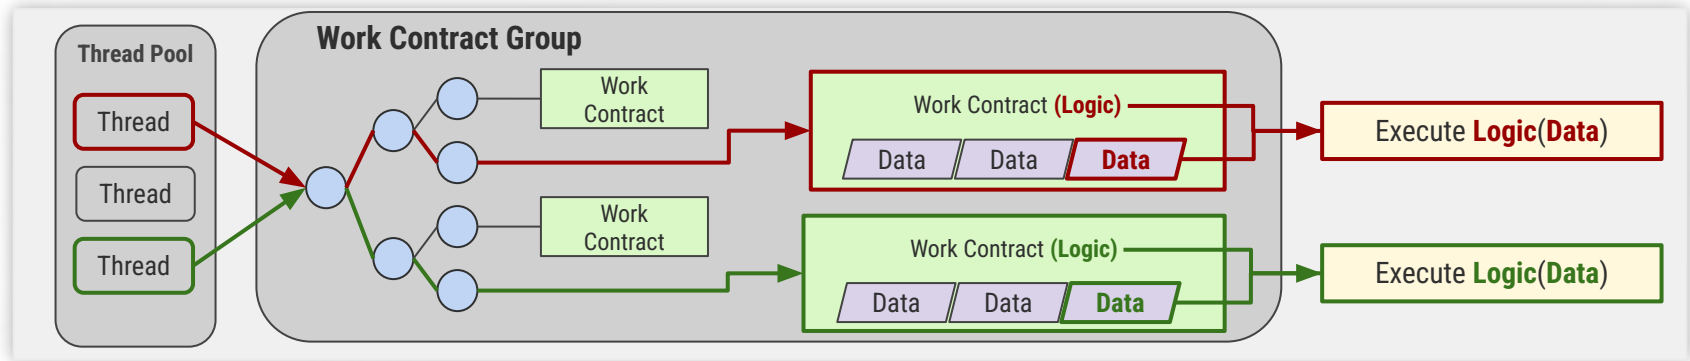 Thread Pool
Thread
Thread
Thread
Work Contract Group
Work
Contract
Work Contract (Logic)
Data Data Data
Execute Logic(Data)
Work
Contract
Work Contract (Logic)
Data Data Data
Execute Logic(Data)